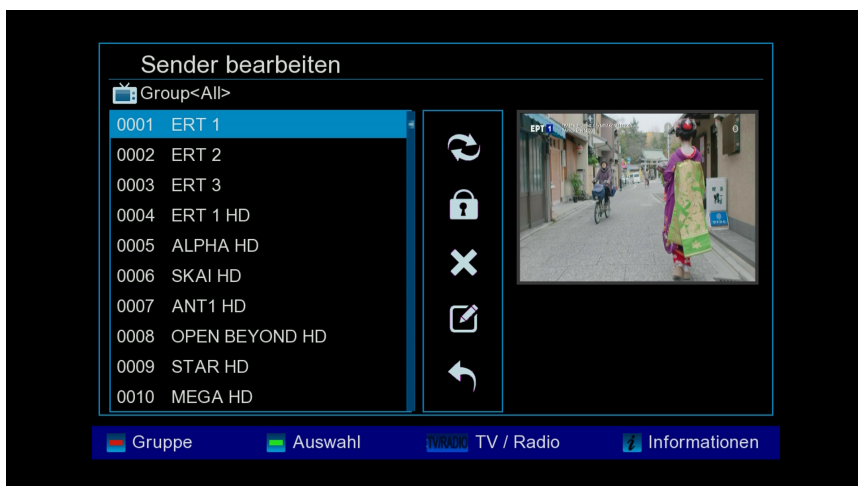 Sender bearbeiten
Group<All>
0001 ERT 1
0002 ERT 2
0003 ERT 3
0004 ERT 1 HD
0005 ALPHA HD
0006 SKAI HD
0007 ANT1 HD
0008 OPEN BEYOND HD
0009 STAR HD
0010 MEGA HD
ΕΡΤ 1
Gruppe
Auswahl
TV/RADIO TV / Radio
i Informationen